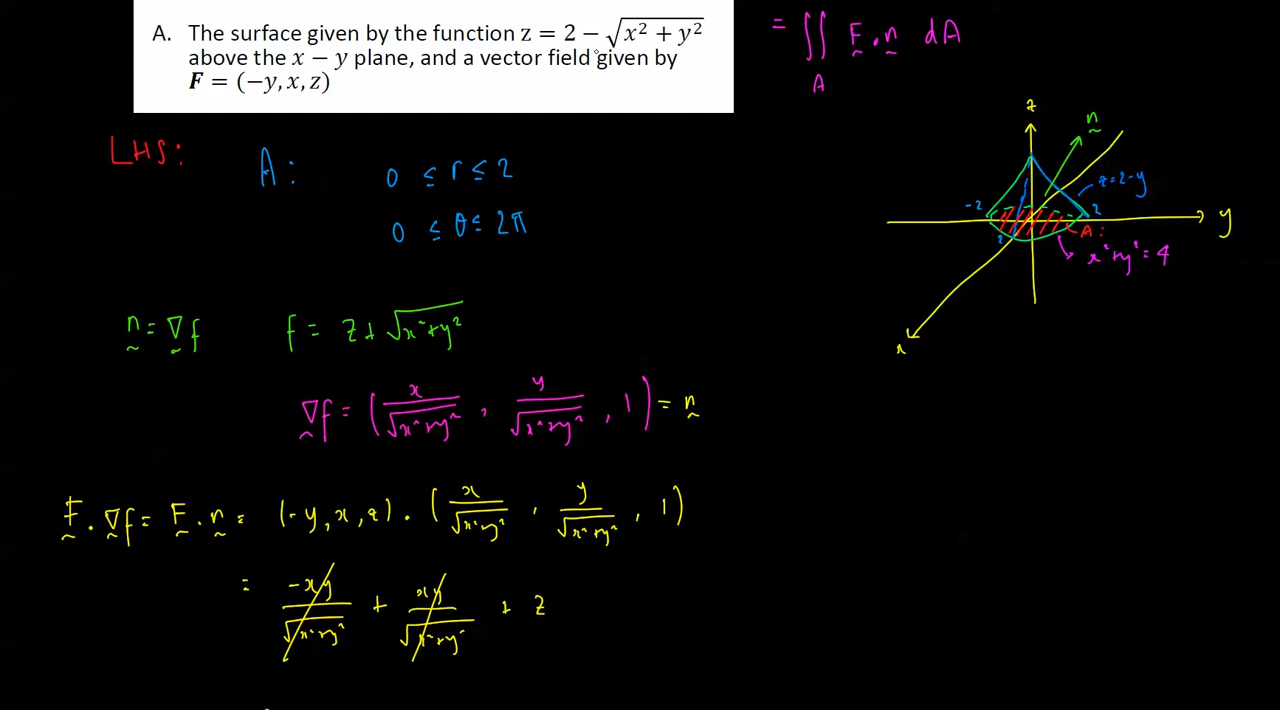 A. The surface given by the function z = 2 − √(x² + y²)
above the x − y plane, and a vector field given by
F = (−y, x, z)
= ∬_A F · n dA
LHS:
A: 0 ≤ r ≤ 2
0 ≤ θ ≤ 2π
z
n
z=2-y
-2
2
y
A:
2
x²+y² = 4
x
n = ∇f    f = z + √(x²+y²)
∇f = (x/√(x²+y²), y/√(x²+y²), 1) = n
F · ∇f = F · n = (-y, x, z) · (x/√(x²+y²), y/√(x²+y²), 1)
= -xy/√(x²+y²) + xy/√(x²+y²) + z